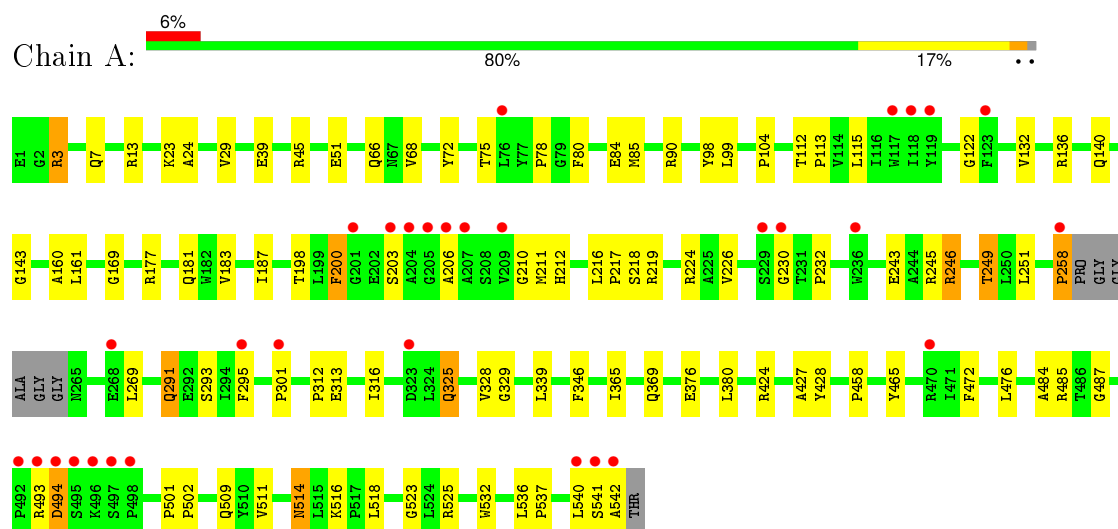 6%
Chain A:
80% 17% • •
E1 G2 R3 Q7 R13 K23 A24 V29 E39 R45 E51 Q66 N67 V68 Y72 T75 L76 Y77 P78 G79 F80 E84 M85 R90 Y98 L99 P104 T112 P113 V114 L115 I116 W117 I118 Y119 G122 F123 V132 R136 Q140
G143 A160 L161 G169 R177 Q181 W182 V183 I187 T198 L199 F200 G201 E202 S203 A204 G205 A206 A207 S208 V209 G210 M211 H212 L216 P217 S218 R219 R224 A225 V226 S229 G230 T231 P232 W236 E243 A244 R245 R246 T249 L250 L251 P258 PRO GLY GLY
ALA GLY GLY N265 E268 L269 Q291 E292 S293 I294 F295 P301 P312 E313 I316 D323 L324 Q325 V328 G329 L339 F346 I365 Q369 E376 L380 R424 A427 Y428 P458 Y465 R470 I471 F472 L476 A484 R485 T486 G487
P492 R493 D494 S495 K496 S497 P498 P501 P502 Q509 Y510 V511 N514 L515 K516 P517 L518 G523 L524 R525 W532 L536 P537 L540 S541 A542 THR